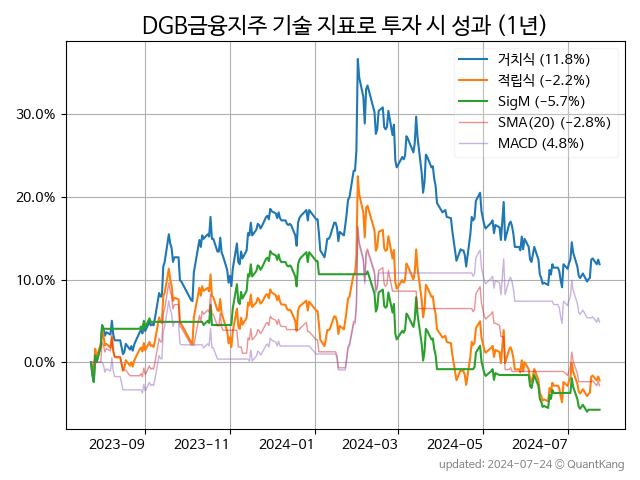 DGB금융지주 기술 지표로 투자 시 성과 (1년)
거치식 (11.8%)
적립식 (−2.2%)
SigM (−5.7%)
SMA(20) (−2.8%)
MACD (4.8%)
30.0%
20.0%
10.0%
0.0%
2023−09
2023−11
2024−01
2024−03
2024−05
2024−07
updated: 2024−07−24 © QuantKang